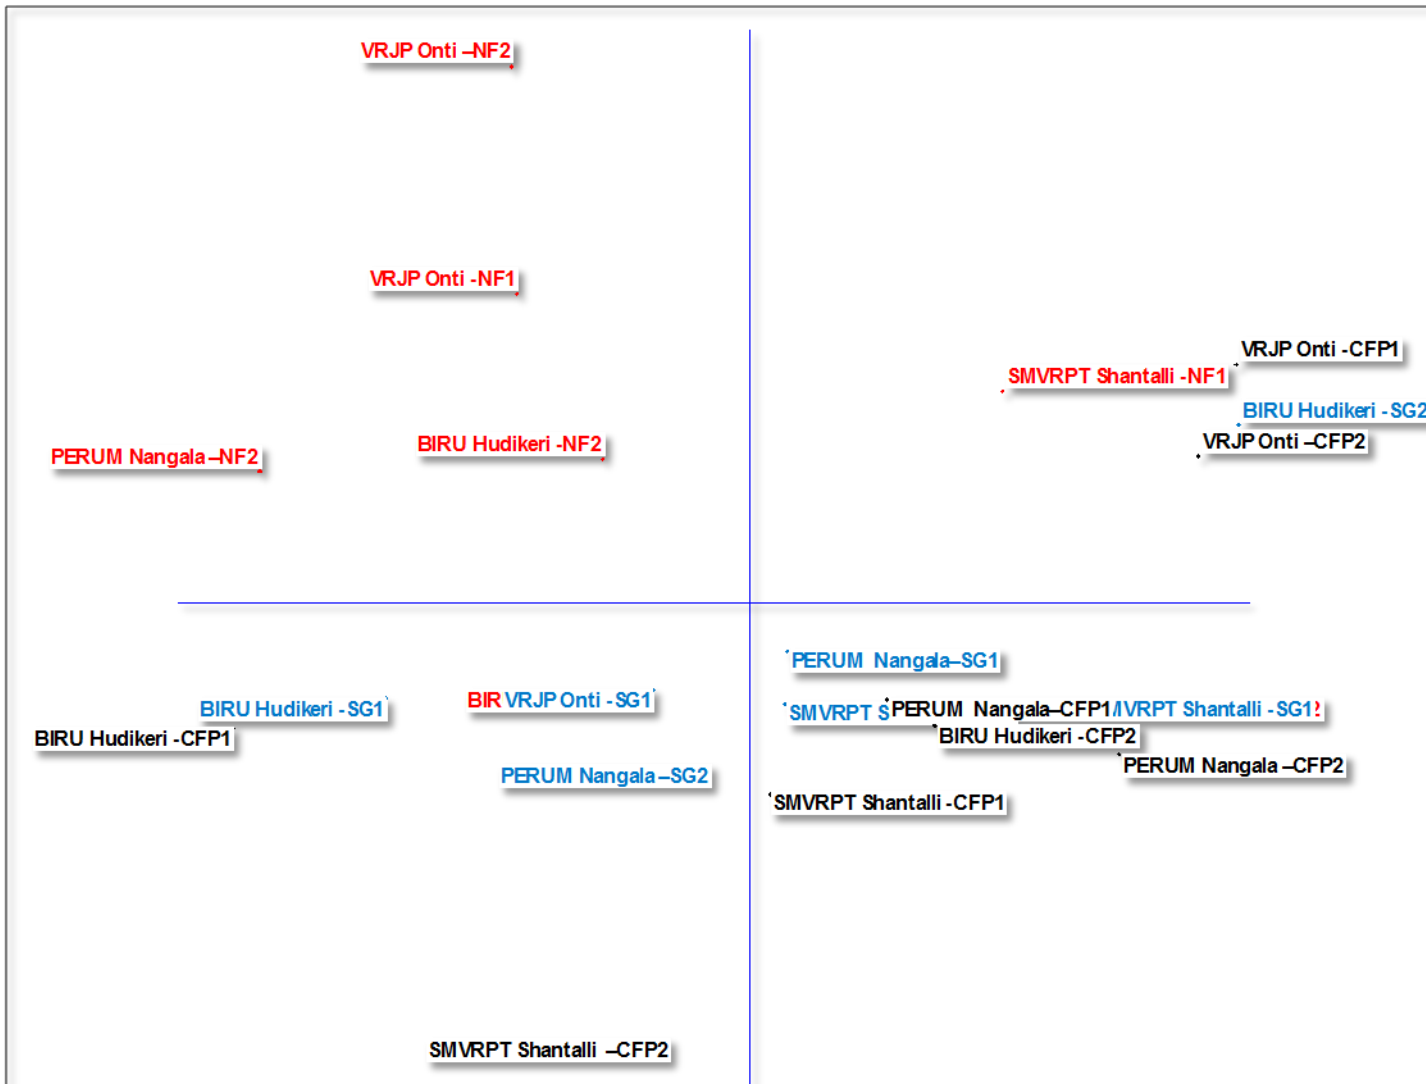 VRJP Onti –NF2
VRJP Onti -NF1
VRJP Onti -CFP1
SMVRPT Shantalli -NF1
BIRU Hudikeri -SG2
VRJP Onti –CFP2
BIRU Hudikeri -NF2
PERUM Nangala –NF2
PERUM Nangala–SG1
BIRU Hudikeri -SG1
BIR VRJP Onti -SG1
SMVRPT S PERUM Nangala–CFP1 VRPT Shantalli -SG1 2
BIRU Hudikeri -CFP1
BIRU Hudikeri -CFP2
PERUM Nangala –CFP2
PERUM Nangala –SG2
SMVRPT Shantalli -CFP1
SMVRPT Shantalli –CFP2